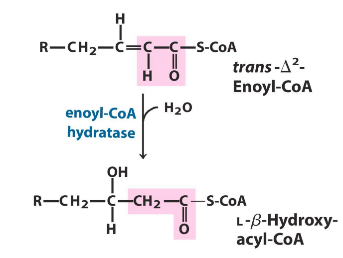 H
R—CH2—C=C—C—S-CoA
H O
trans-Δ²-
Enoyl-CoA
enoyl-CoA
hydratase
H2O
OH
R—CH2—C—CH2—C—S-CoA
H O
L-β-Hydroxy-
acyl-CoA